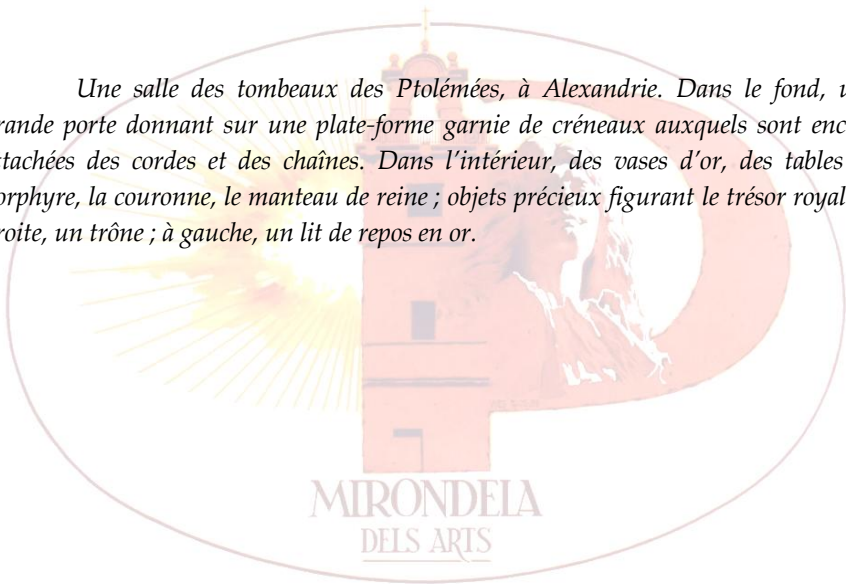 Une salle des tombeaux des Ptolémées, à Alexandrie. Dans le fond,
rande porte donnant sur une plate-forme garnie de créneaux auxquels sont enc
ttachées des cordes et des chaînes. Dans l’intérieur, des vases d’or, des tables
orphyre, la couronne, le manteau de reine ; objets précieux figurant le trésor royal
roite, un trône ; à gauche, un lit de repos en or.
MIRONDELA
DELS ARTS